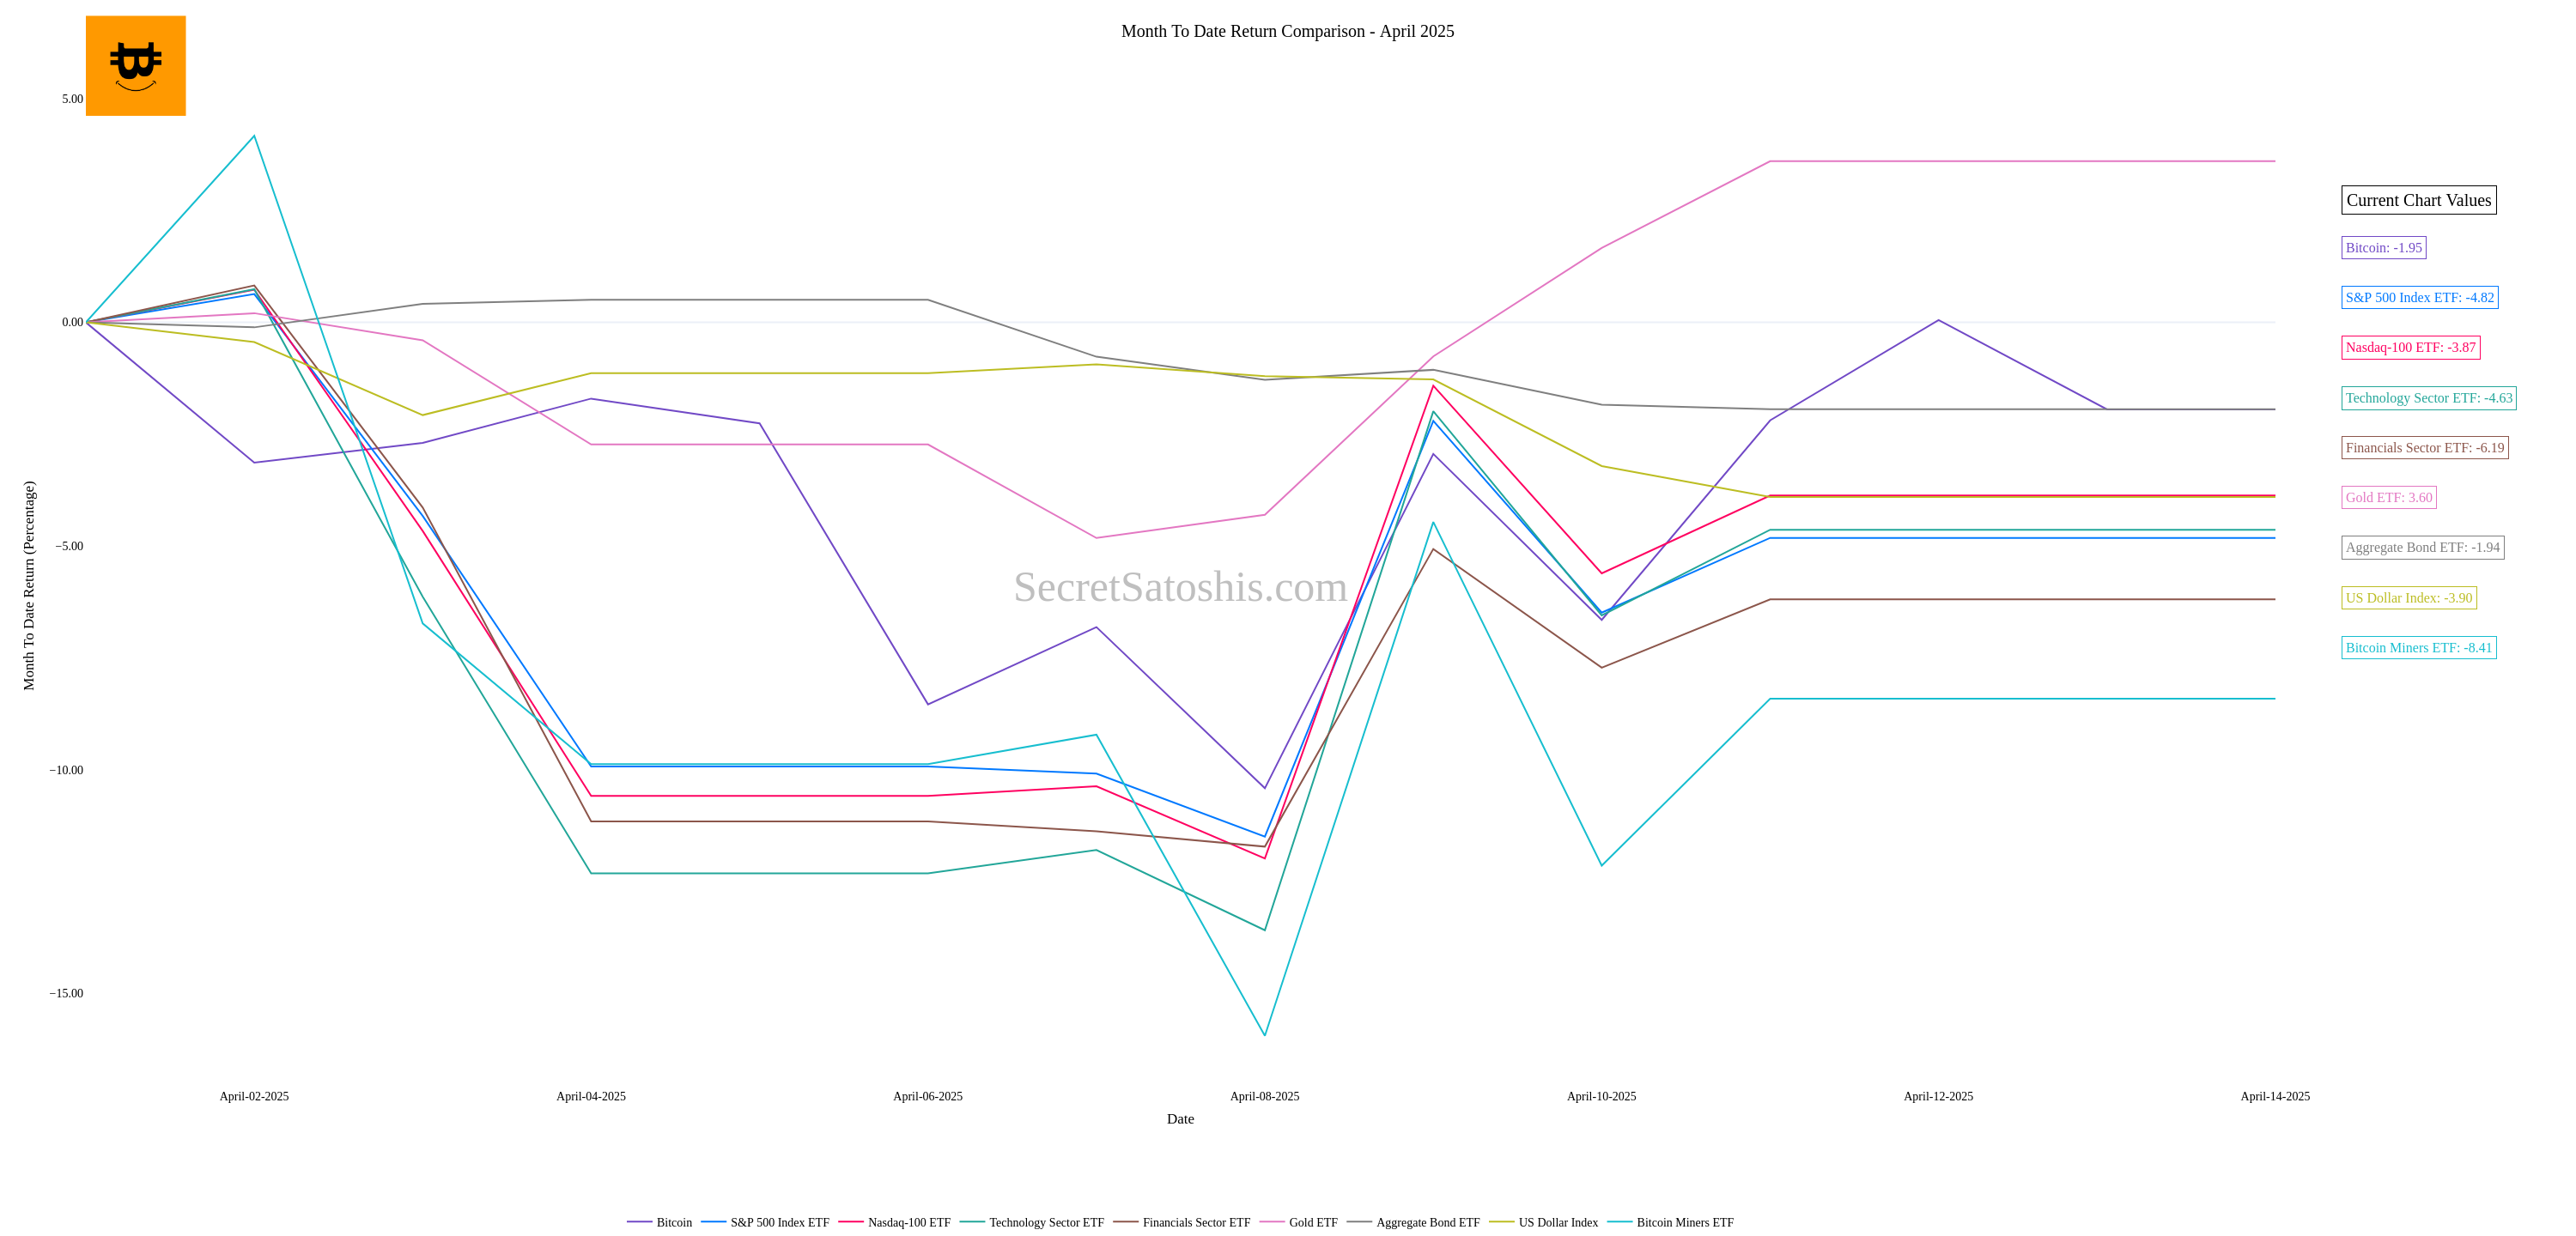 Month To Date Return Comparison - April 2025
5.00
0.00
−5.00
−10.00
−15.00
Month To Date Return (Percentage)
SecretSatoshis.com
Current Chart Values
Bitcoin: -1.95
S&P 500 Index ETF: -4.82
Nasdaq-100 ETF: -3.87
Technology Sector ETF: -4.63
Financials Sector ETF: -6.19
Gold ETF: 3.60
Aggregate Bond ETF: -1.94
US Dollar Index: -3.90
Bitcoin Miners ETF: -8.41
April-02-2025 April-04-2025 April-06-2025 April-08-2025 April-10-2025 April-12-2025 April-14-2025
Date
Bitcoin S&P 500 Index ETF Nasdaq-100 ETF Technology Sector ETF Financials Sector ETF Gold ETF Aggregate Bond ETF US Dollar Index Bitcoin Miners ETF